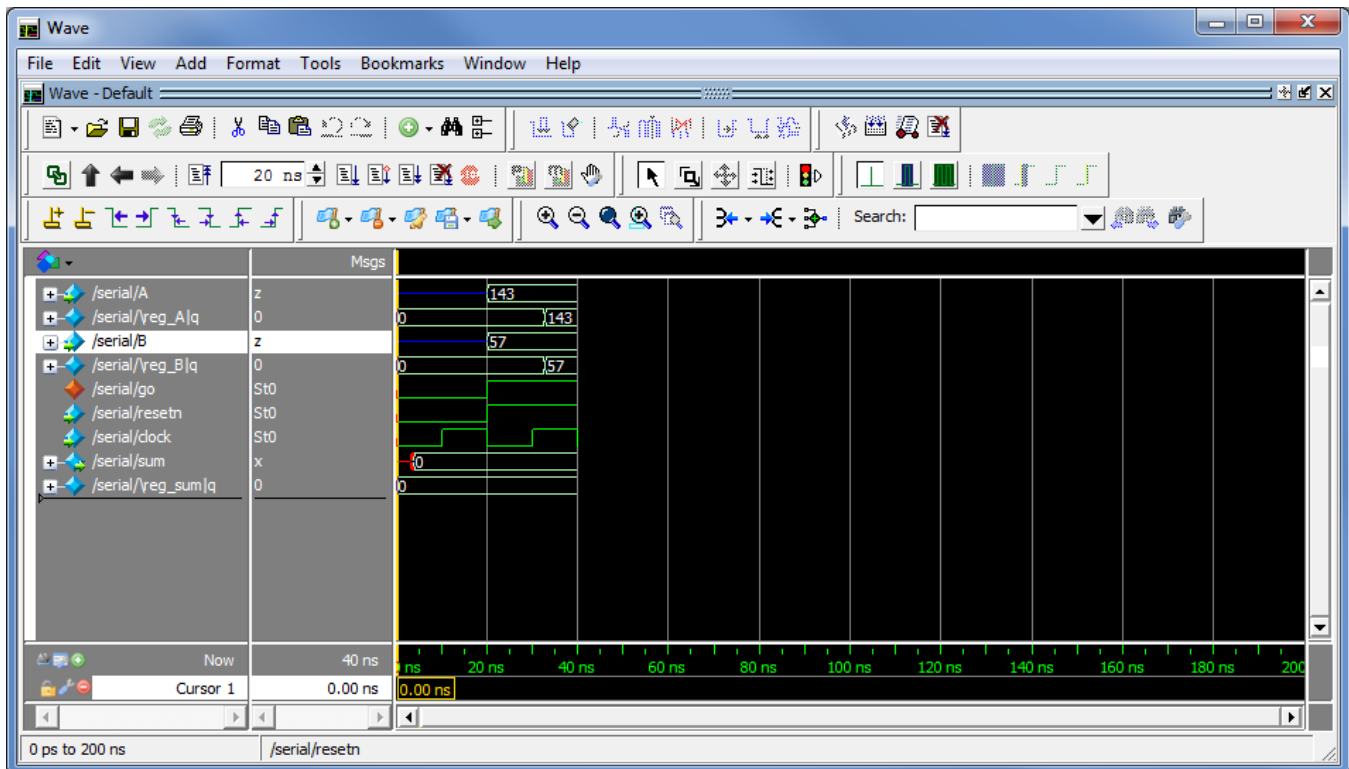 Wave
File Edit View Add Format Tools Bookmarks Window Help
Wave - Default
20 ns
Search:
Msgs
/serial/A z 143
/serial/\reg_A|q 0 0 143
/serial/B z 57
/serial/\reg_B|q 0 0 57
/serial/go St0
/serial/resetn St0
/serial/clock St0
/serial/sum x 0
/serial/\reg_sum|q 0 0
Now 40 ns ns 20 ns 40 ns 60 ns 80 ns 100 ns 120 ns 140 ns 160 ns 180 ns 200
Cursor 1 0.00 ns 0.00 ns
0 ps to 200 ns /serial/resetn